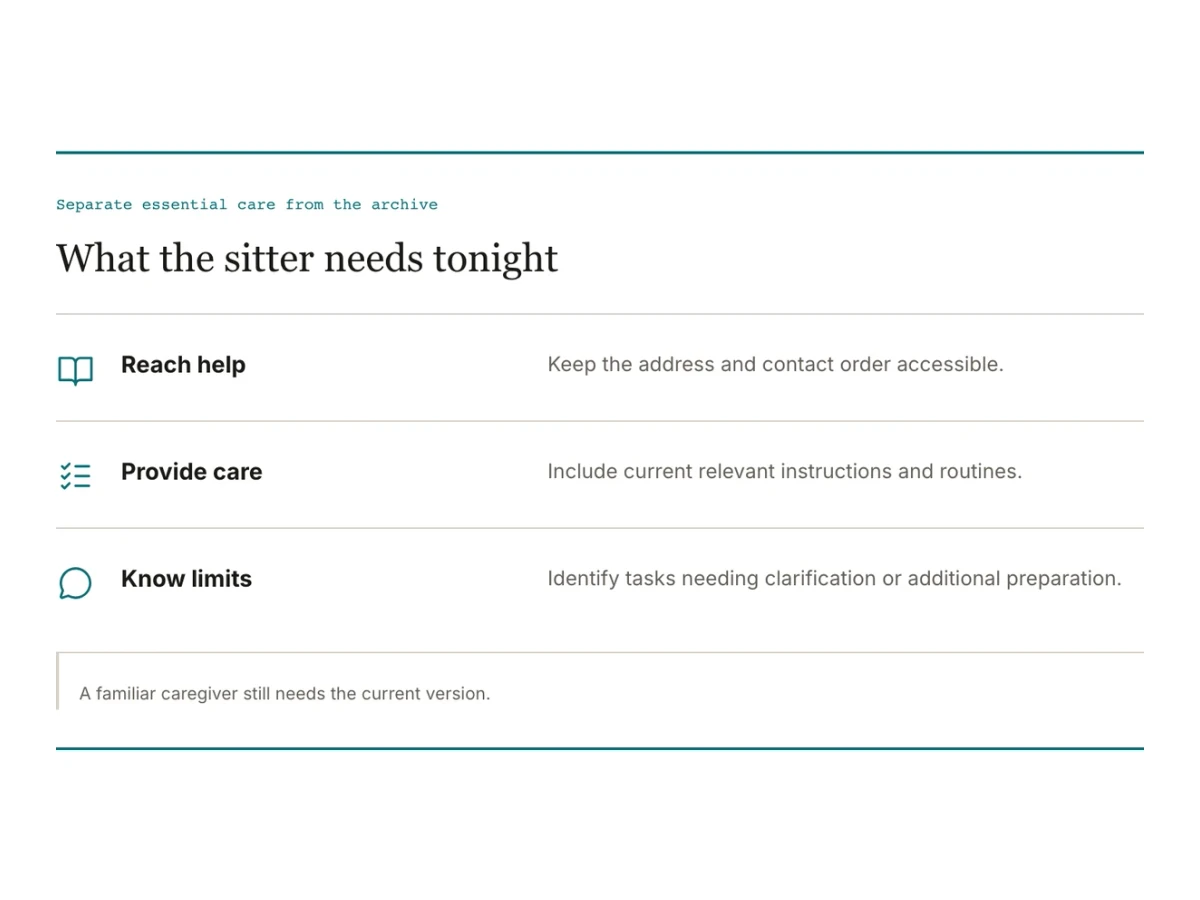 Separate essential care from the archive
What the sitter needs tonight
Reach help
Keep the address and contact order accessible.
Provide care
Include current relevant instructions and routines.
Know limits
Identify tasks needing clarification or additional preparation.
A familiar caregiver still needs the current version.